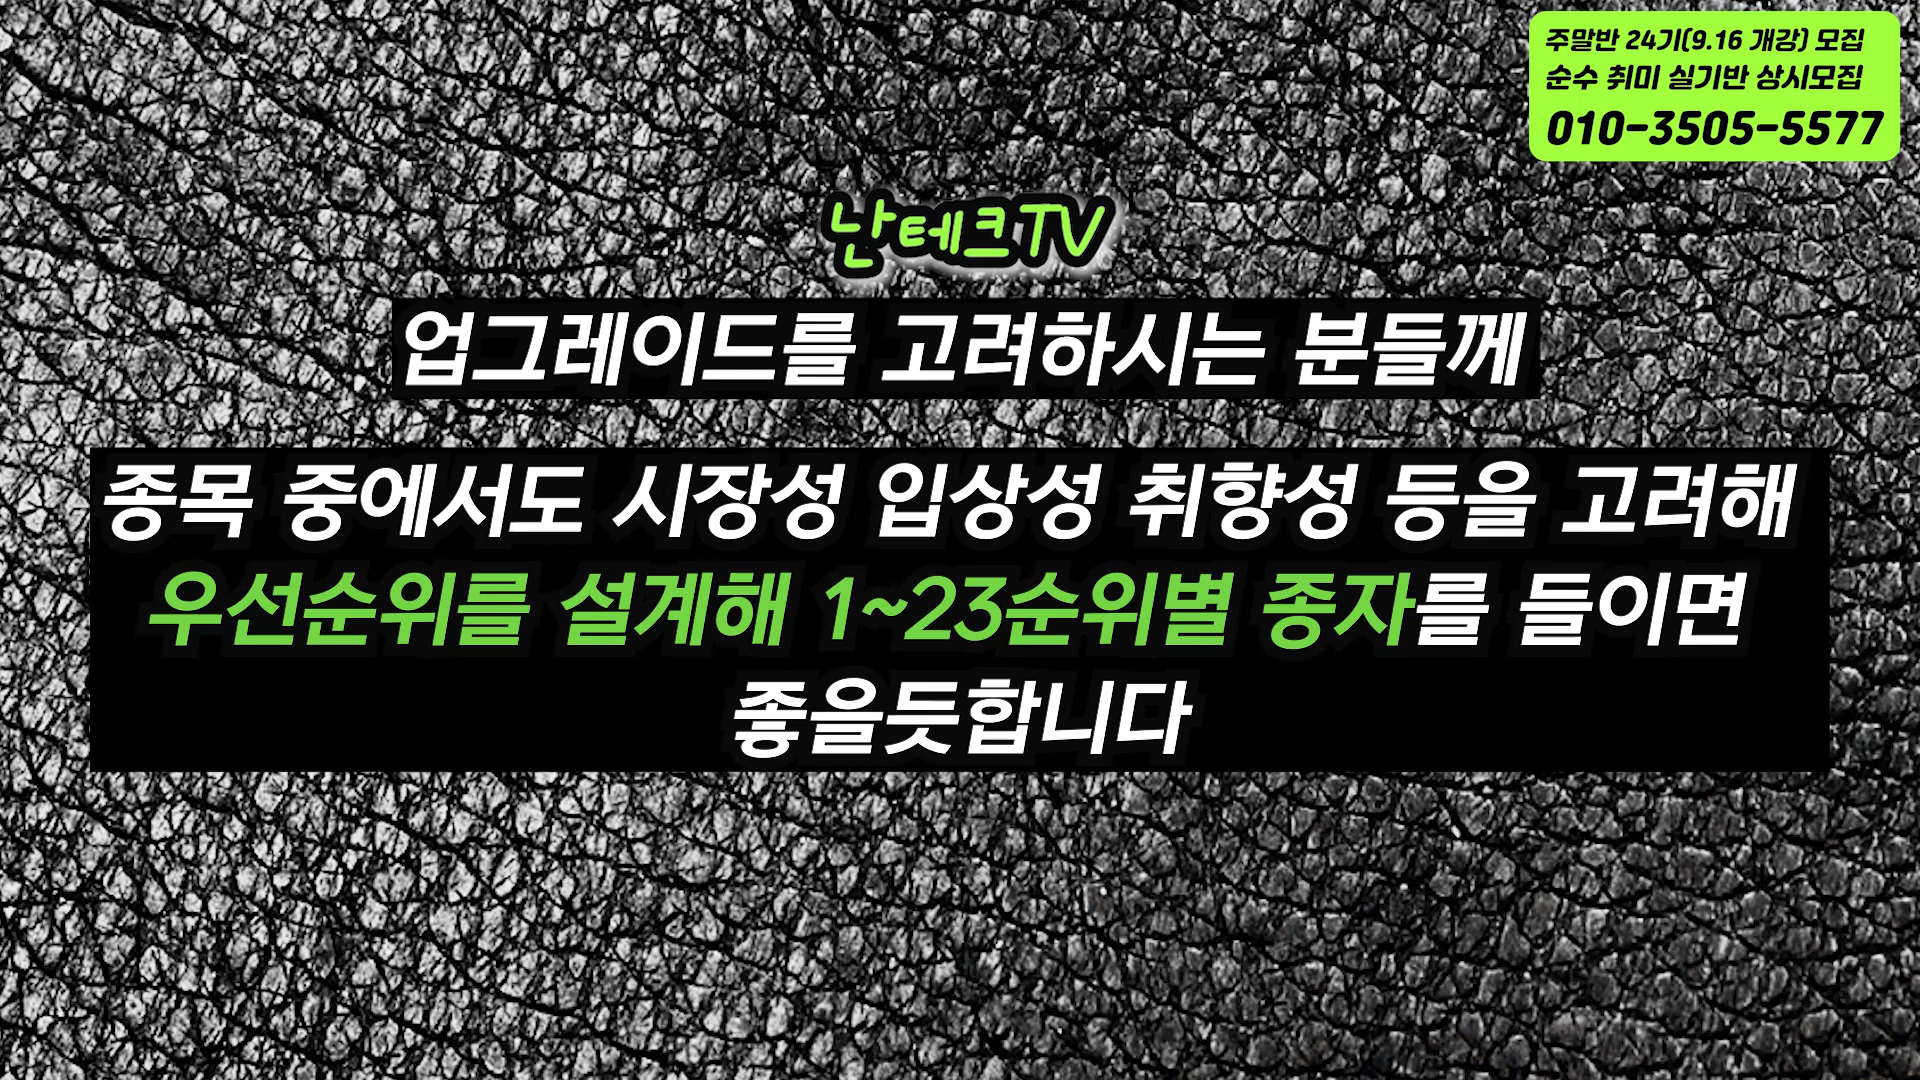 주말반 24기(9.16 개강) 모집
순수 취미 실기반 상시모집
010-3505-5577
난테크TV
업그레이드를 고려하시는 분들께
종목 중에서도 시장성 입상성 취향성 등을 고려해
우선순위를 설계해 1~23순위별 종자를 들이면
좋을듯합니다